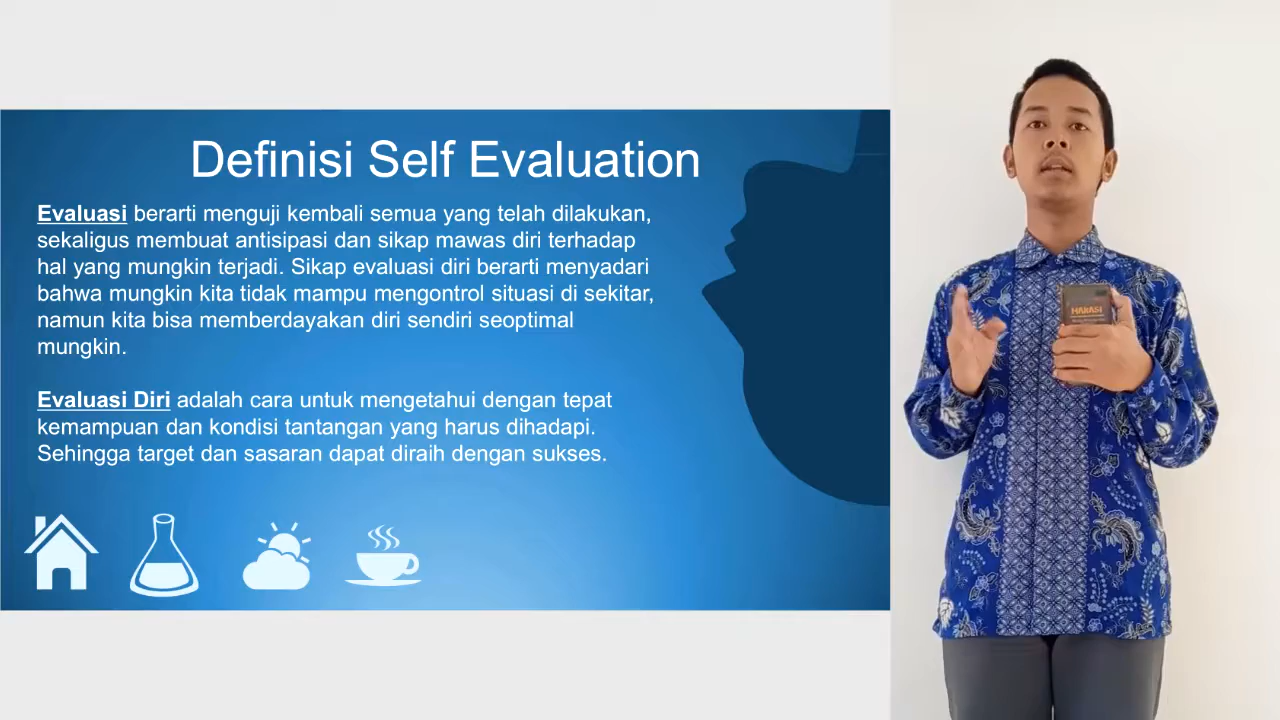 Definisi Self Evaluation
Evaluasi berarti menguji kembali semua yang telah dilakukan,
sekaligus membuat antisipasi dan sikap mawas diri terhadap
hal yang mungkin terjadi. Sikap evaluasi diri berarti menyadari
bahwa mungkin kita tidak mampu mengontrol situasi di sekitar,
namun kita bisa memberdayakan diri sendiri seoptimal
mungkin.
Evaluasi Diri adalah cara untuk mengetahui dengan tepat
kemampuan dan kondisi tantangan yang harus dihadapi.
Sehingga target dan sasaran dapat diraih dengan sukses.